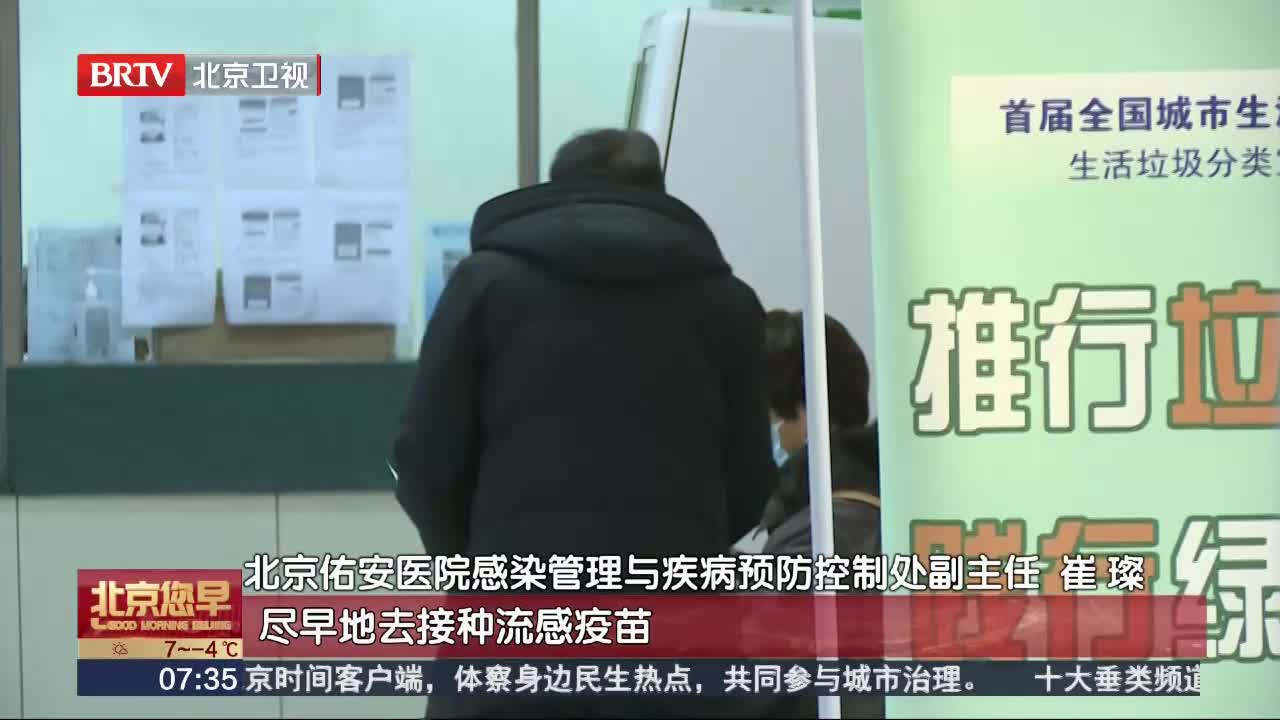 BRTV 北京卫视
首届全国城市生
生活垃圾分类
推行垃
践行绿
北京佑安医院感染管理与疾病预防控制处副主任 崔璨
尽早地去接种流感疫苗
北京您早
GOOD MORNING BEIJING
7~-4℃
07:35 京时间客户端，体察身边民生热点，共同参与城市治理。 十大垂类频道